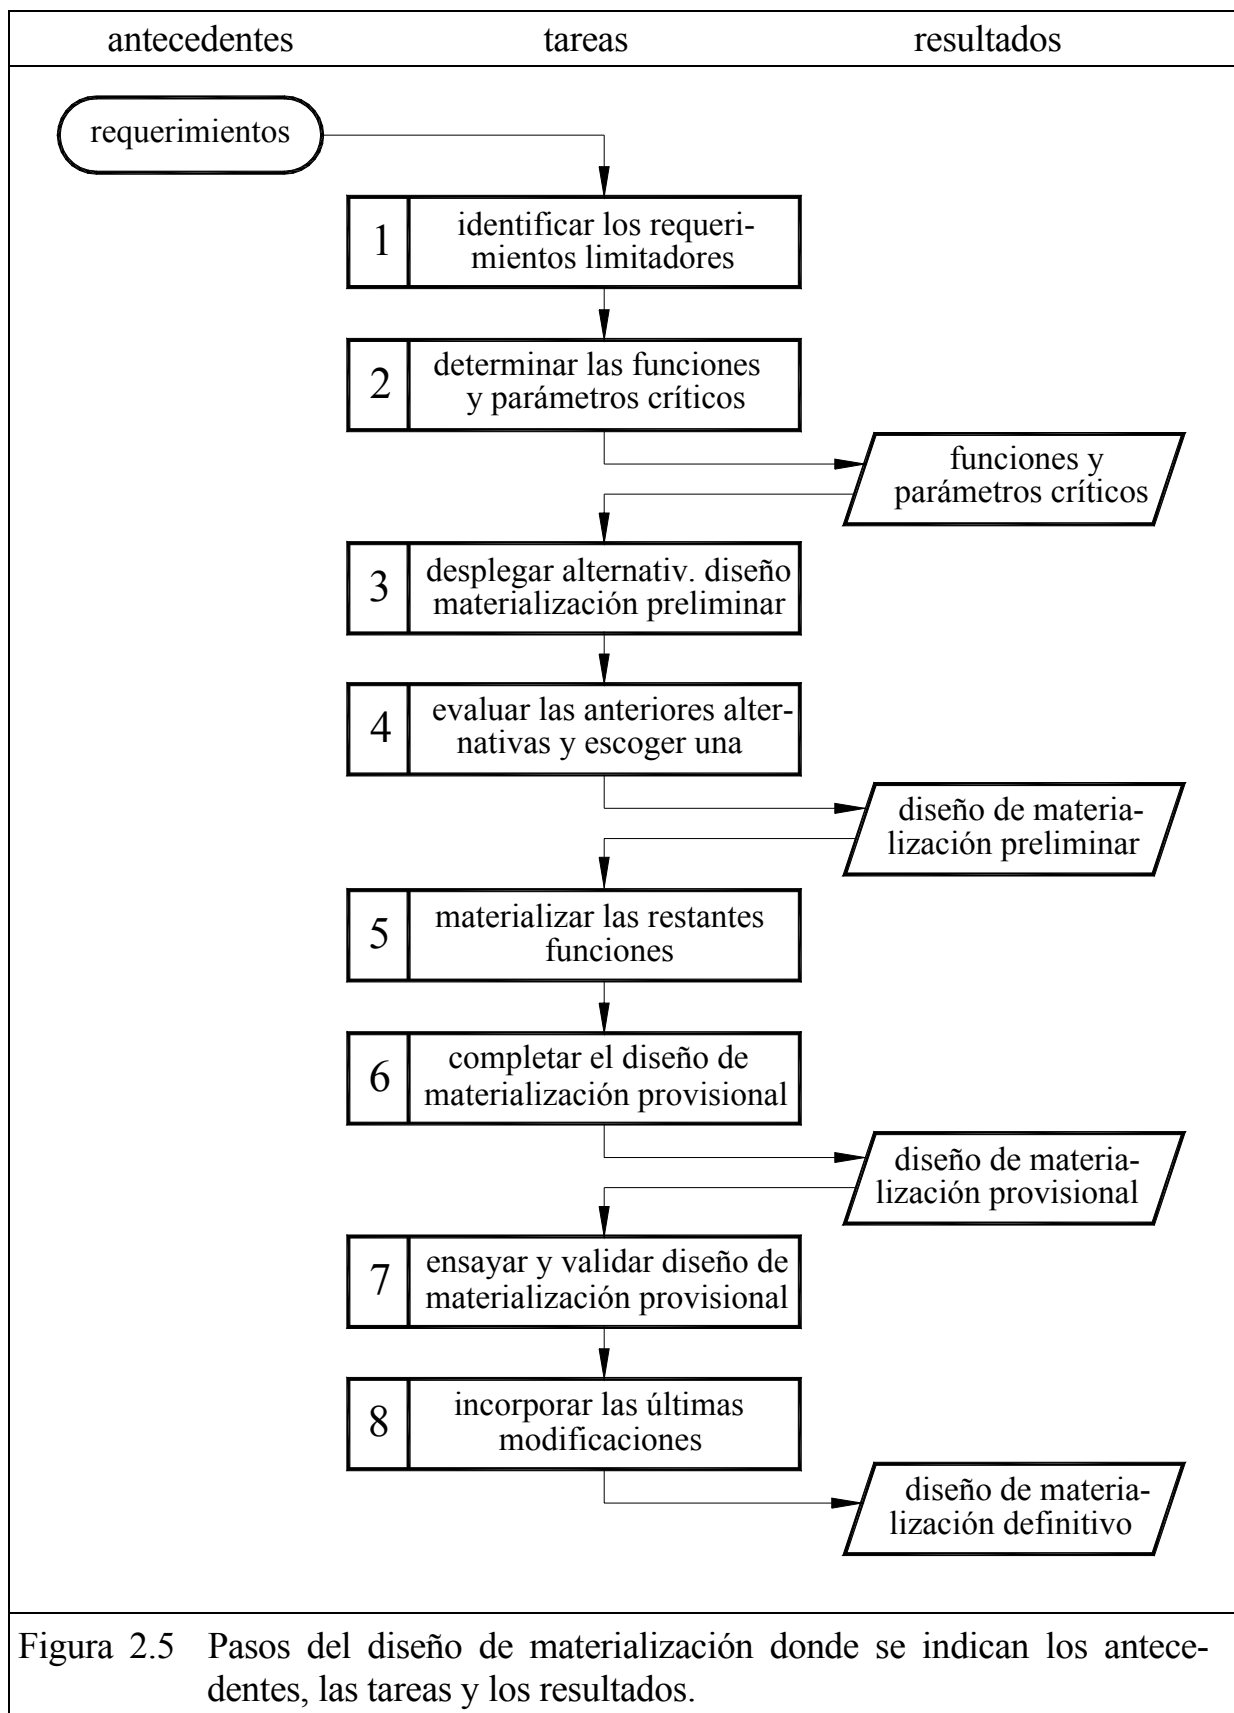 antecedentes tareas resultados
requerimientos
1
identificar los requeri-
mientos limitadores
2
determinar las funciones
y parámetros críticos
funciones y
parámetros críticos
3
desplegar alternativ. diseño
materialización preliminar
4
evaluar las anteriores alter-
nativas y escoger una
diseño de materia-
lización preliminar
5
materializar las restantes
funciones
6
completar el diseño de
materialización provisional
diseño de materia-
lización provisional
7
ensayar y validar diseño de
materialización provisional
8
incorporar las últimas
modificaciones
diseño de materia-
lización definitivo
Figura 2.5 Pasos del diseño de materialización donde se indican los antece-
dentes, las tareas y los resultados.